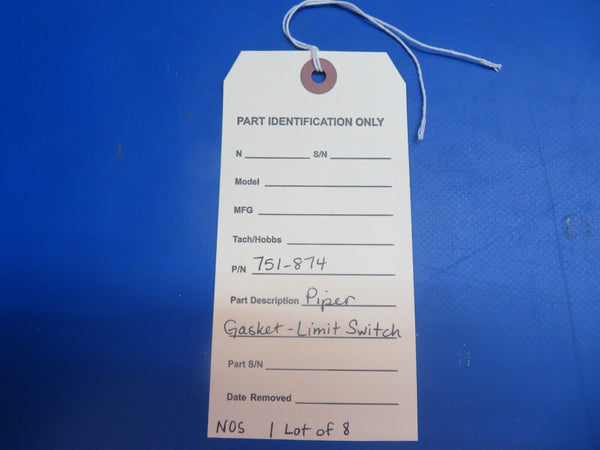 PART IDENTIFICATION ONLY
N S/N
Model
MFG
Tach/Hobbs
P/N 751-874
Part Description Piper
Gasket-Limit Switch
Part S/N
Date Removed
NOS 1 Lot of 8